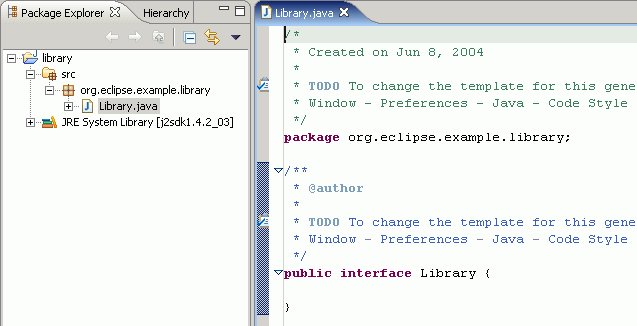 Package Explorer
Hierarchy
library
src
org.eclipse.example.library
Library.java
JRE System Library [j2sdk1.4.2_03]
Library.java
/*
 * Created on Jun 8, 2004
 *
 * TODO To change the template for this gene
 * Window - Preferences - Java - Code Style
 */
package org.eclipse.example.library;
/**
 * @author
 *
 * TODO To change the template for this gene
 * Window - Preferences - Java - Code Style
 */
public interface Library {
}